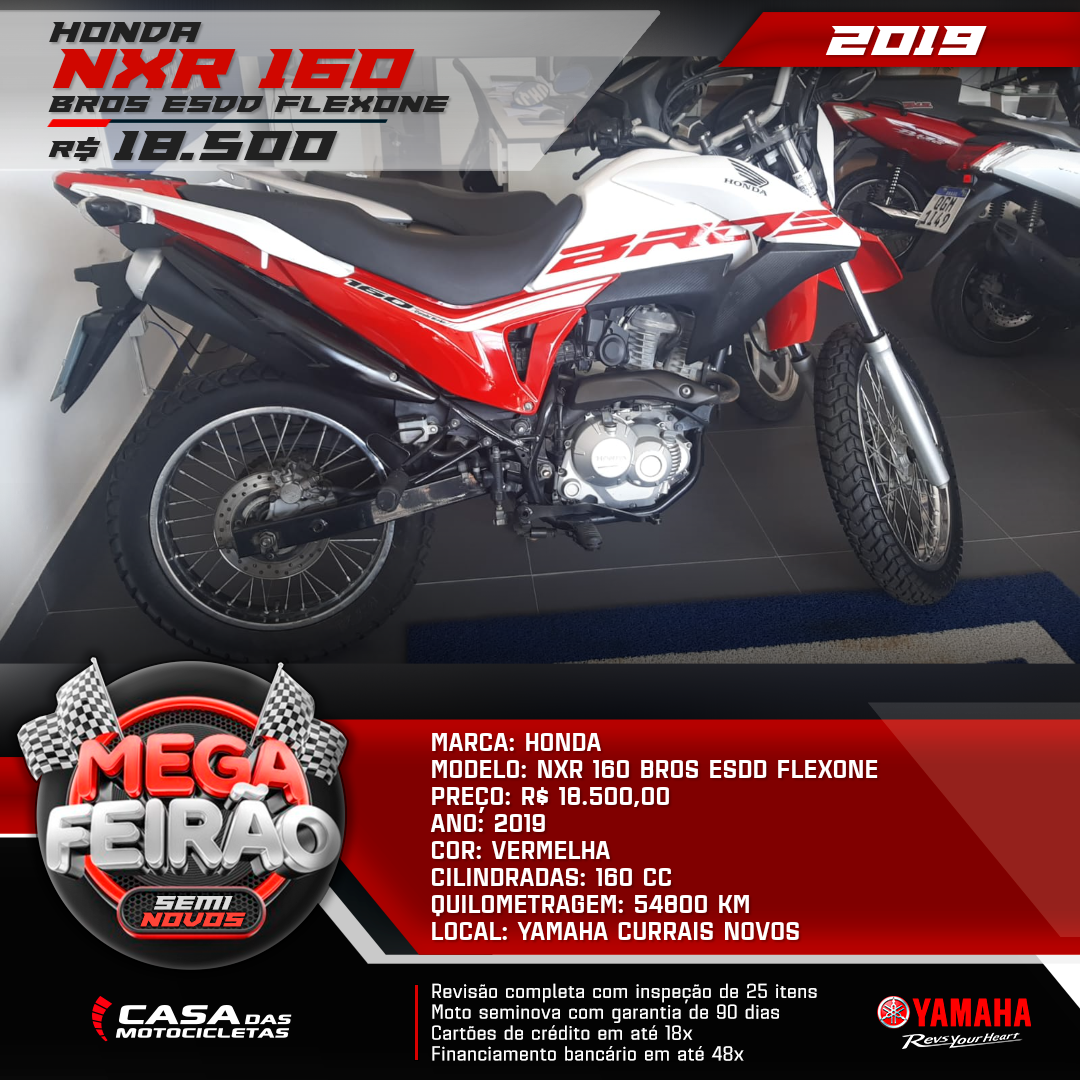 HONDA
NXR 160
BROS ESDD FLEXONE
R$ 18.500
2019
HONDA
BROS
160
QGM
1149
HONDA
MEGA
FEIRÃO
SEMI
NOVOS
MARCA: HONDA
MODELO: NXR 160 BROS ESDD FLEXONE
PREÇO: R$ 18.500,00
ANO: 2019
COR: VERMELHA
CILINDRADAS: 160 CC
QUILOMETRAGEM: 54800 KM
LOCAL: YAMAHA CURRAIS NOVOS
CASA DAS
MOTOCICLETAS
Revisão completa com inspeção de 25 itens
Moto seminova com garantia de 90 dias
Cartões de crédito em até 18x
Financiamento bancário em até 48x
YAMAHA
Revs Your Heart